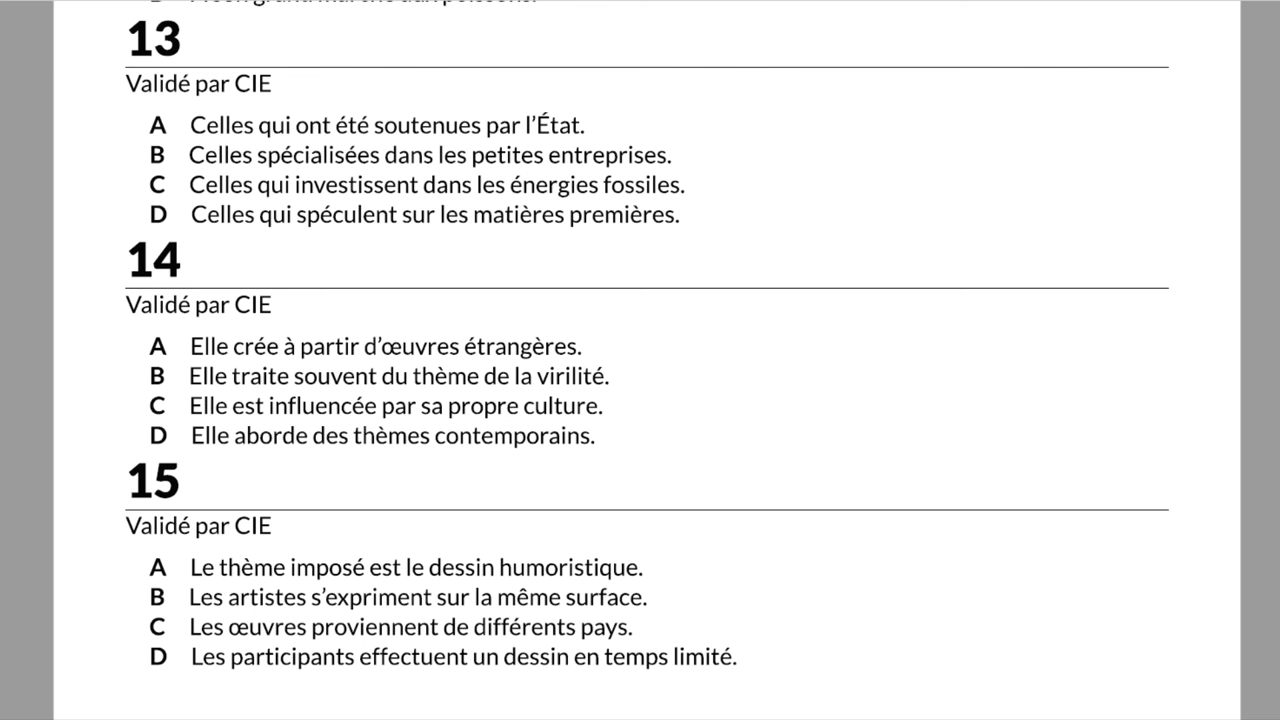 13
Validé par CIE
A Celles qui ont été soutenues par l’État.
B Celles spécialisées dans les petites entreprises.
C Celles qui investissent dans les énergies fossiles.
D Celles qui spéculent sur les matières premières.
14
Validé par CIE
A Elle crée à partir d’œuvres étrangères.
B Elle traite souvent du thème de la virilité.
C Elle est influencée par sa propre culture.
D Elle aborde des thèmes contemporains.
15
Validé par CIE
A Le thème imposé est le dessin humoristique.
B Les artistes s’expriment sur la même surface.
C Les œuvres proviennent de différents pays.
D Les participants effectuent un dessin en temps limité.